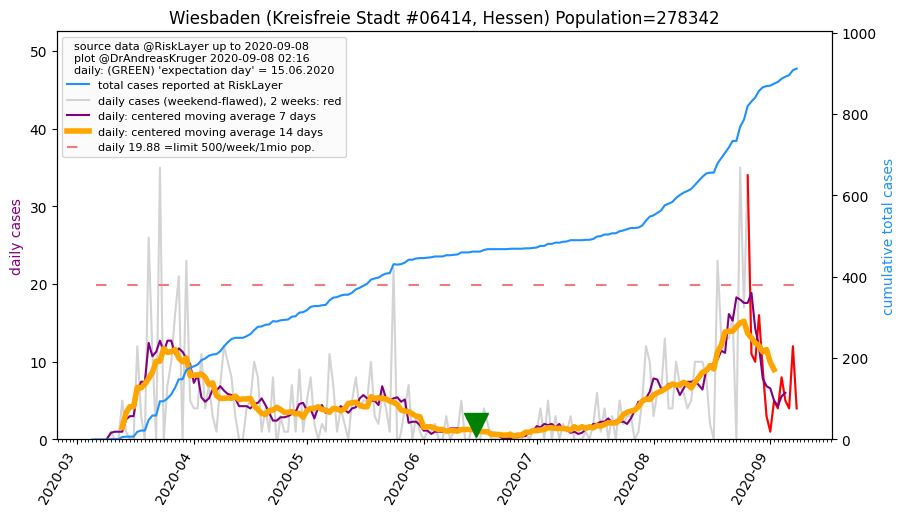 Wiesbaden (Kreisfreie Stadt #06414, Hessen) Population=278342
source data @RiskLayer up to 2020-09-08
plot @DrAndreasKruger 2020-09-08 02:16
daily: (GREEN) 'expectation day' = 15.06.2020
total cases reported at RiskLayer
daily cases (weekend-flawed), 2 weeks: red
daily: centered moving average 7 days
daily: centered moving average 14 days
daily 19.88 =limit 500/week/1mio pop.
daily cases
50
40
30
20
10
0
cumulative total cases
1000
800
600
400
200
0
2020-03
2020-04
2020-05
2020-06
2020-07
2020-08
2020-09